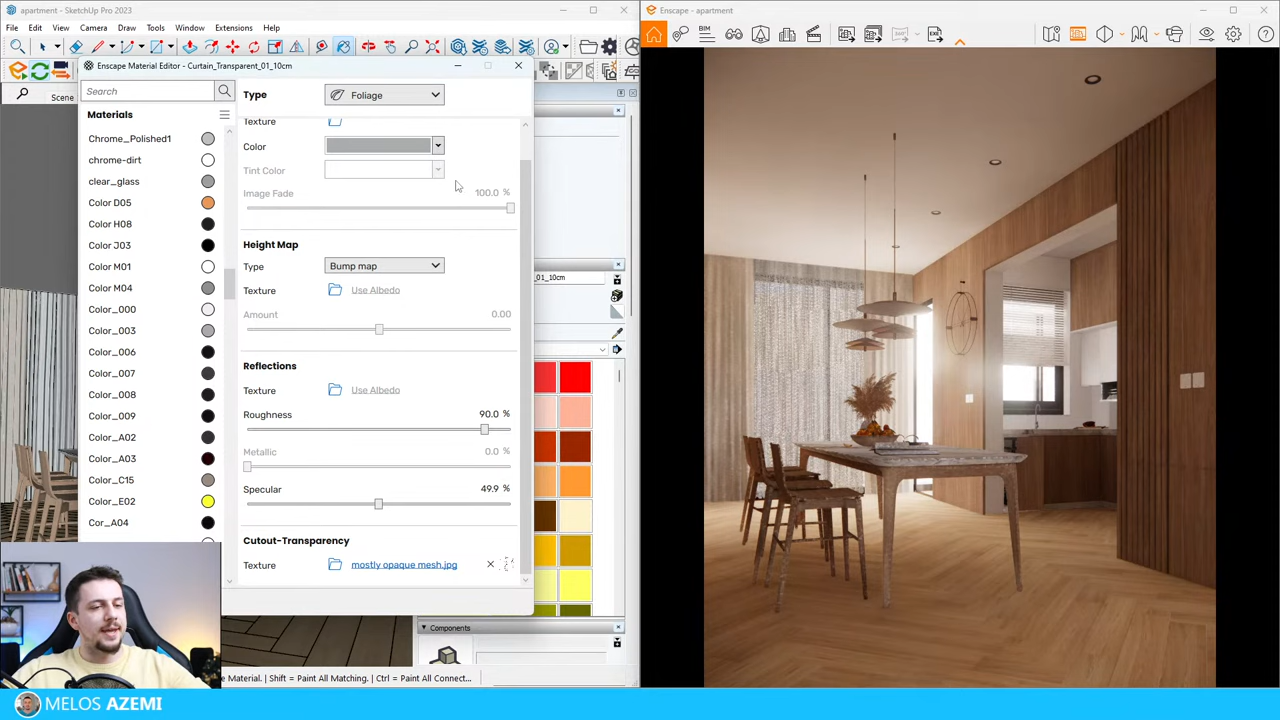 apartment - SketchUp Pro 2023
File Edit View Camera Draw Tools Window Enscape Extensions Help
Scene
Enscape Material Editor - Curtain_Transparent_01_10cm
Search
Materials
Chrome_Polished1
chrome-dirt
clear_glass
Color D05
Color H08
Color J03
Color M01
Color M04
Color_000
Color_003
Color_006
Color_007
Color_008
Color_009
Color_A02
Color_A03
Color_C15
Color_E02
Cor_A04
Type Foliage
Texture
Color
Tint Color
Image Fade 100.0 %
Height Map
Type Bump map
Texture Use Albedo
Amount 0.00
Reflections
Texture Use Albedo
Roughness 90.0 %
Metallic 0.0 %
Specular 49.9 %
Cutout-Transparency
Texture mostly opaque mesh.jpg
_01_10cm
Components
e Material. | Shift = Paint All Matching. | Ctrl = Paint All Connect...
Enscape - apartment
BIM
EXE
MELOS AZEMI